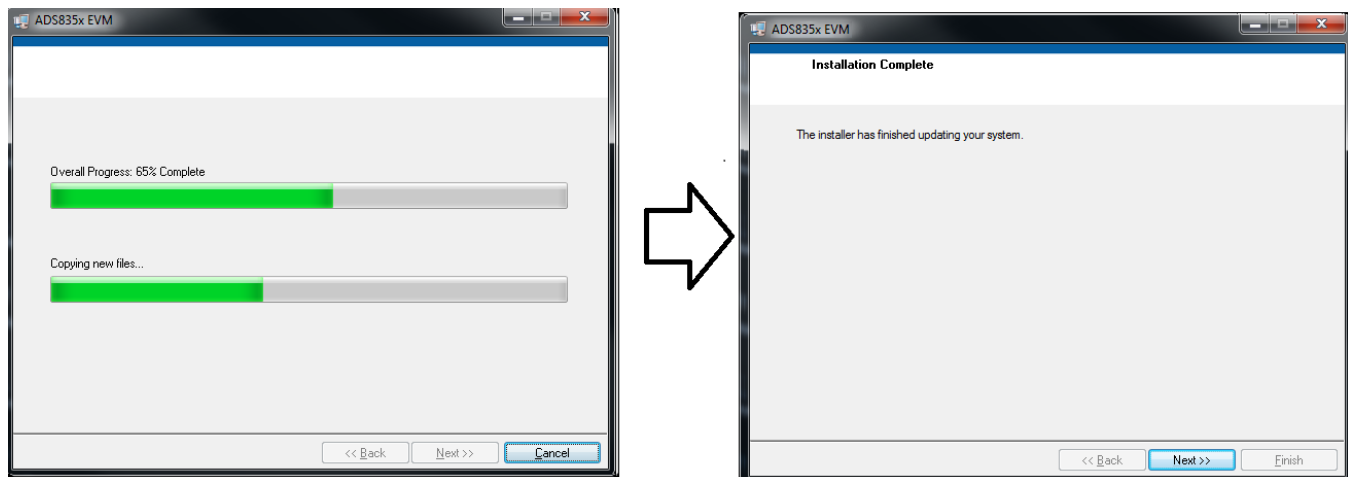 ADS835x EVM
Overall Progress: 65% Complete
Copying new files...
<< Back
Next >>
Cancel
ADS835x EVM
Installation Complete
The installer has finished updating your system.
<< Back
Next >>
Finish